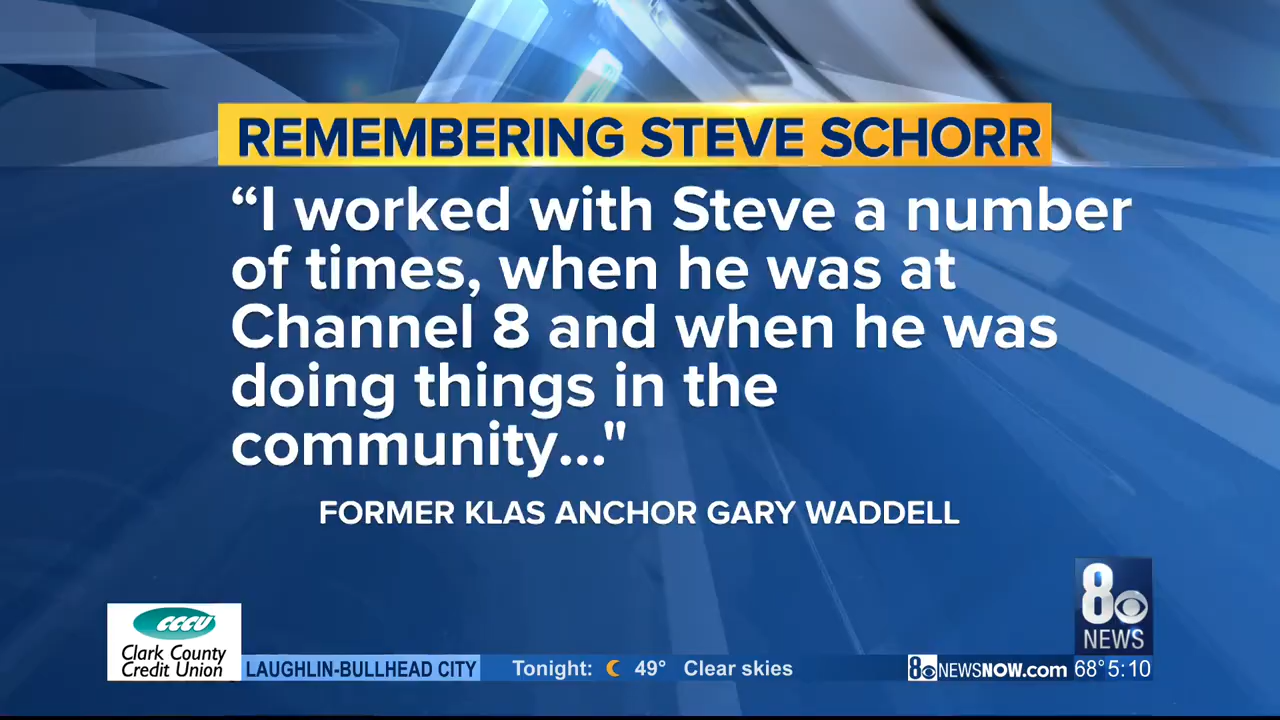 REMEMBERING STEVE SCHORR
“I worked with Steve a number
of times, when he was at
Channel 8 and when he was
doing things in the
community..."
FORMER KLAS ANCHOR GARY WADDELL
8
NEWS
CCCU
Clark County
Credit Union
LAUGHLIN-BULLHEAD CITY Tonight: 49° Clear skies 8 NEWSNOW.com 68° 5:10